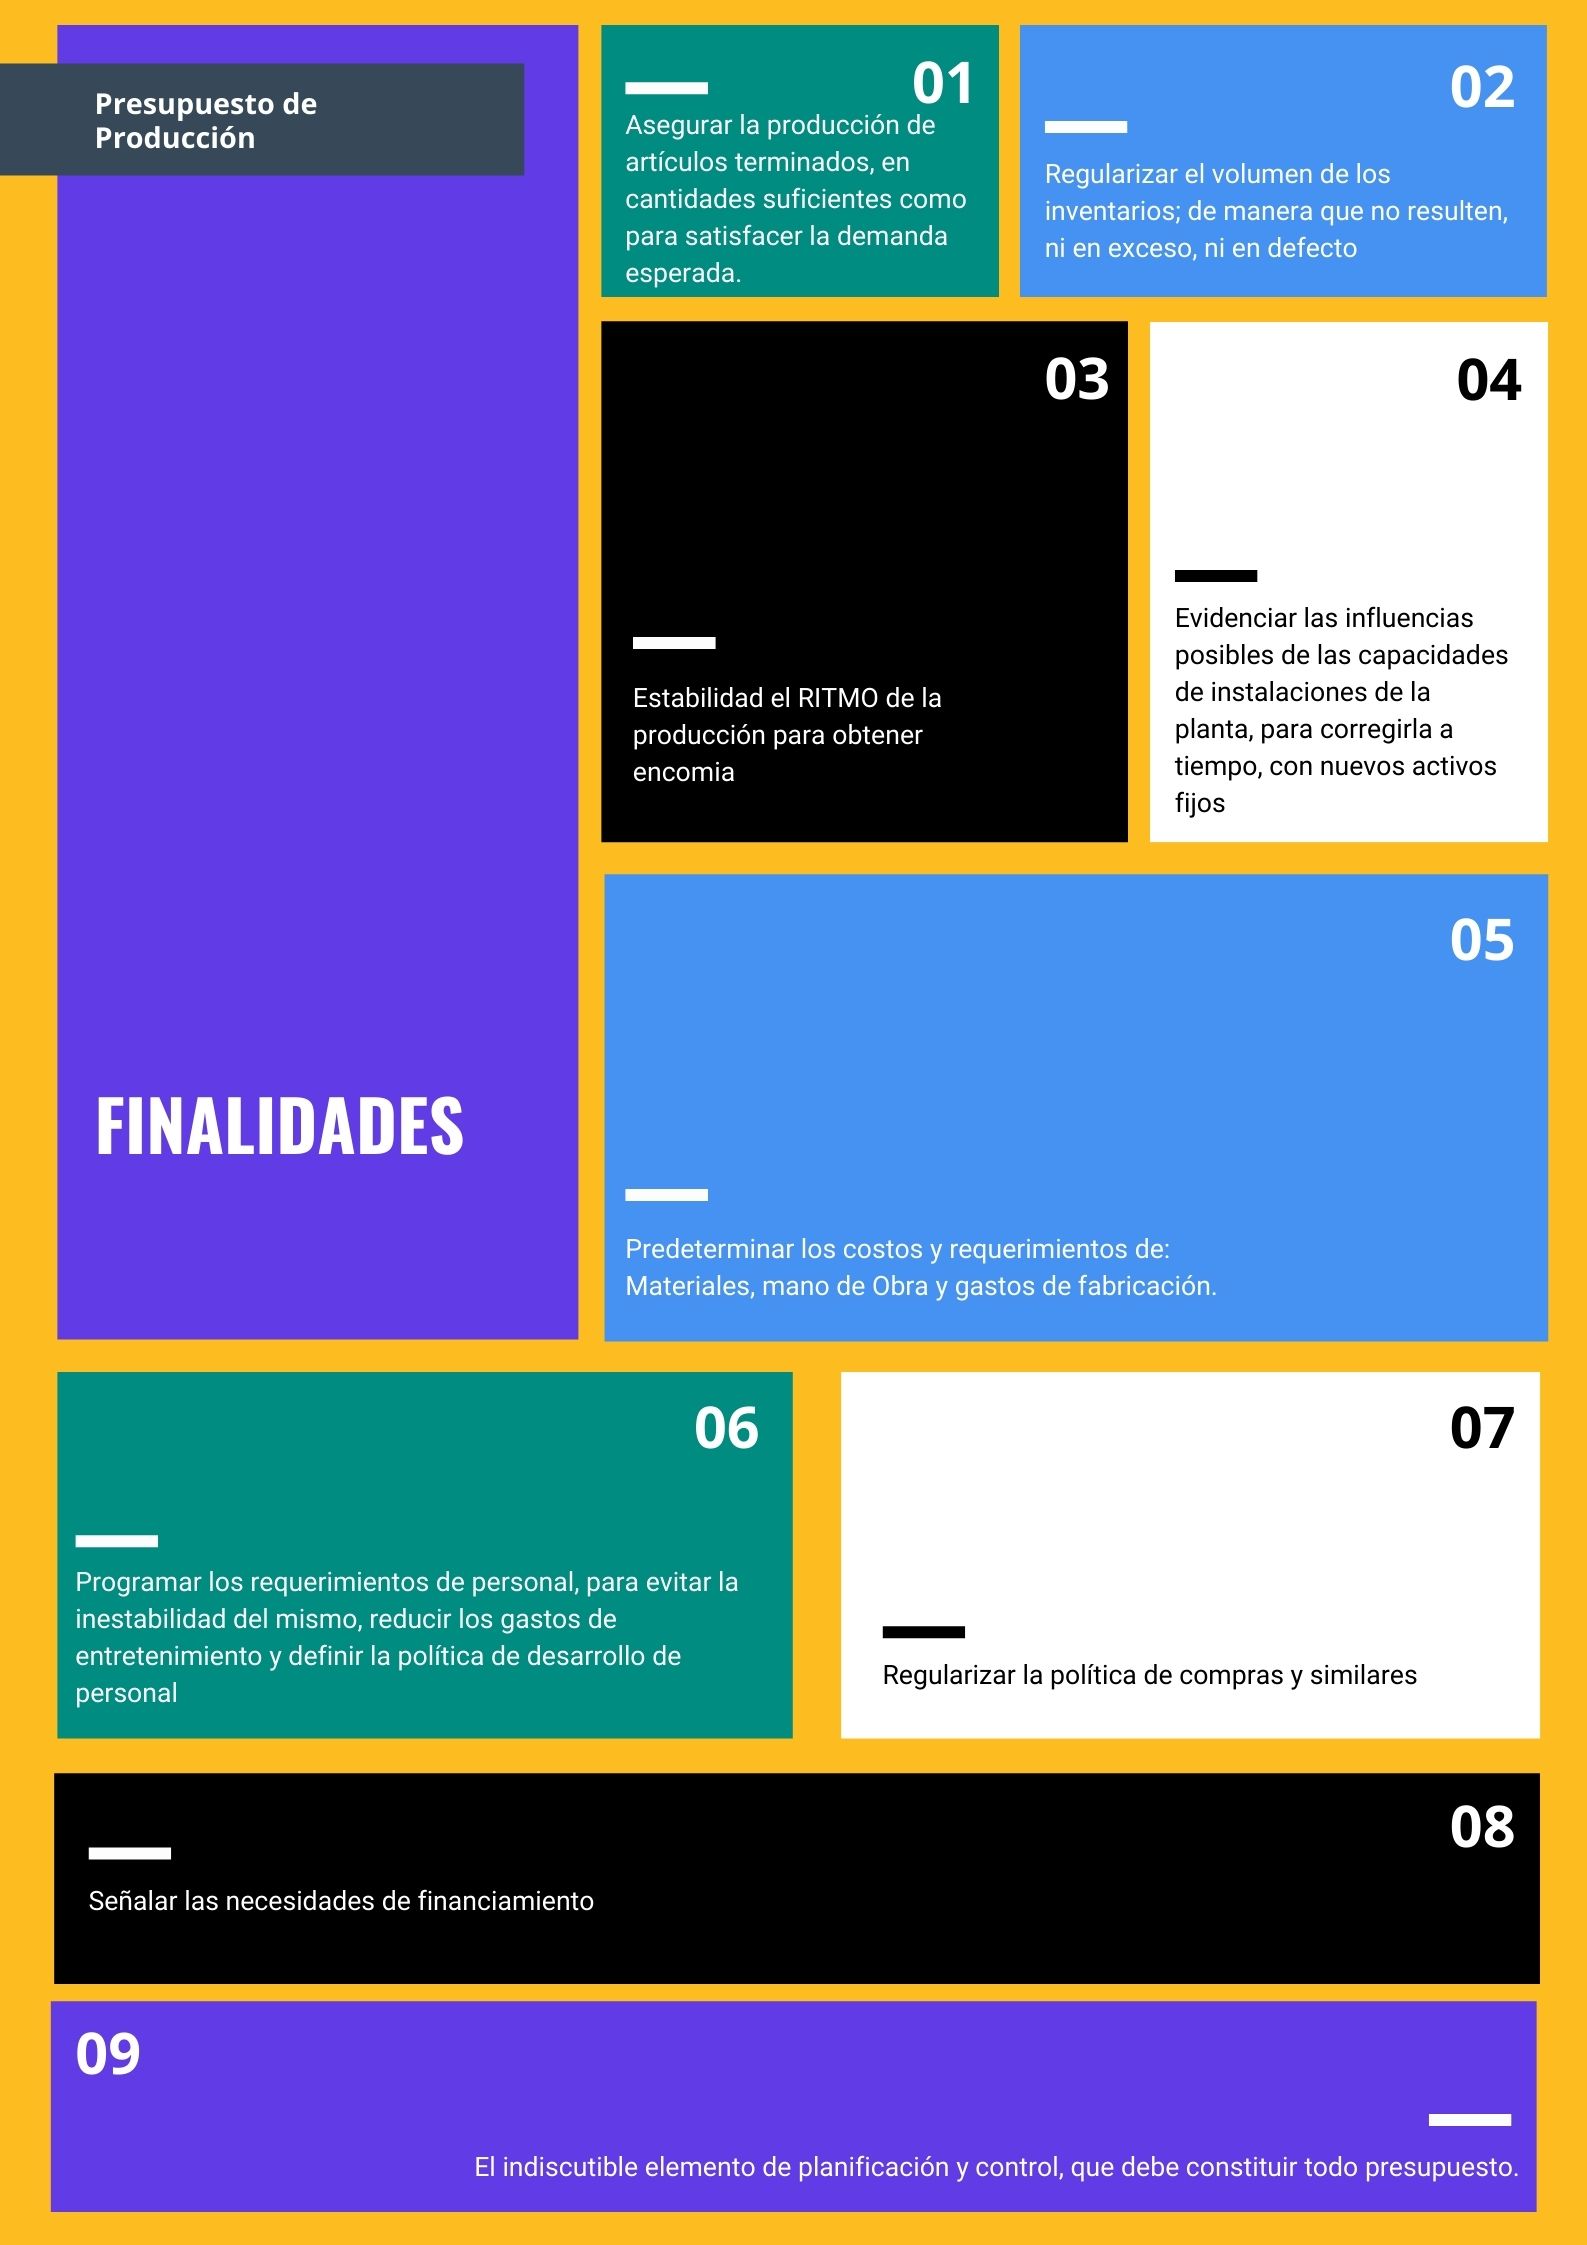 Presupuesto de
Producción
FINALIDADES
01
Asegurar la producción de
artículos terminados, en
cantidades suficientes como
para satisfacer la demanda
esperada.
02
Regularizar el volumen de los
inventarios; de manera que no resulten,
ni en exceso, ni en defecto
03
Estabilidad el RITMO de la
producción para obtener
encomia
04
Evidenciar las influencias
posibles de las capacidades
de instalaciones de la
planta, para corregirla a
tiempo, con nuevos activos
fijos
05
Predeterminar los costos y requerimientos de:
Materiales, mano de Obra y gastos de fabricación.
06
Programar los requerimientos de personal, para evitar la
inestabilidad del mismo, reducir los gastos de
entretenimiento y definir la política de desarrollo de
personal
07
Regularizar la política de compras y similares
08
Señalar las necesidades de financiamiento
09
El indiscutible elemento de planificación y control, que debe constituir todo presupuesto.